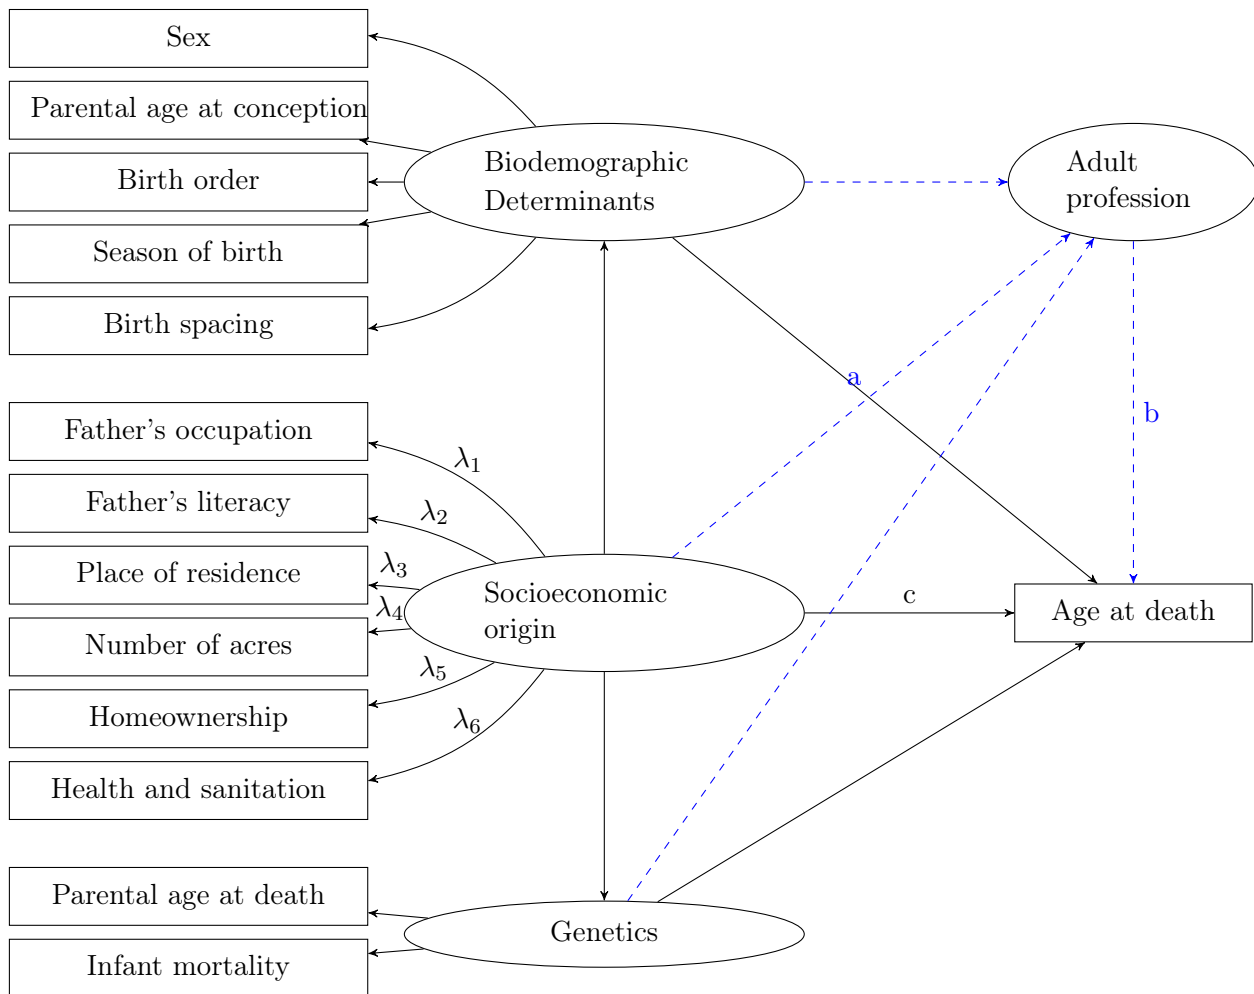 Sex
Parental age at conception
Birth order
Season of birth
Birth spacing
Biodemographic
Determinants
Adult
profession
a
b
Father's occupation
Father's literacy
Place of residence
Number of acres
Homeownership
Health and sanitation
λ1
λ2
λ3
λ4
λ5
λ6
Socioeconomic
origin
c
Age at death
Parental age at death
Infant mortality
Genetics